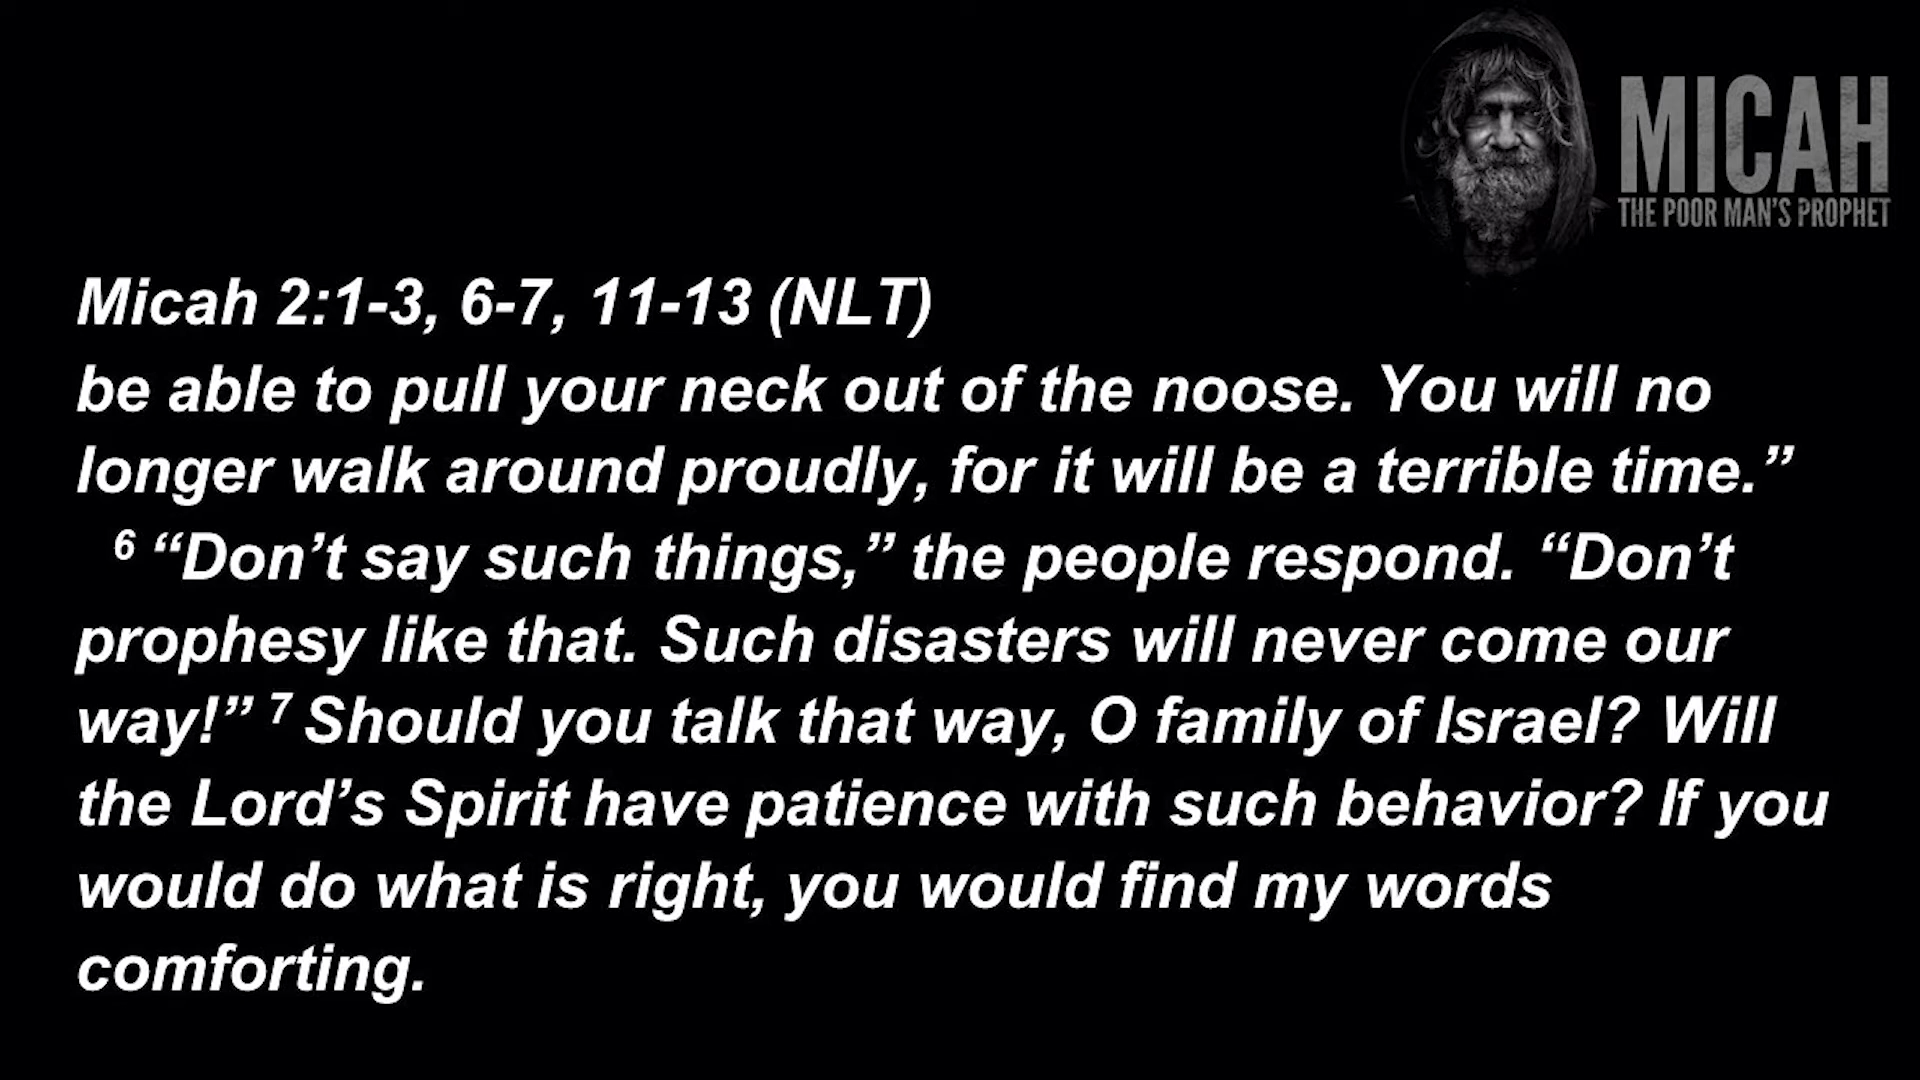 MICAH
THE POOR MAN'S PROPHET
Micah 2:1-3, 6-7, 11-13 (NLT)
be able to pull your neck out of the noose. You will no
longer walk around proudly, for it will be a terrible time.”
6 “Don’t say such things,” the people respond. “Don’t
prophesy like that. Such disasters will never come our
way!” 7 Should you talk that way, O family of Israel? Will
the Lord’s Spirit have patience with such behavior? If you
would do what is right, you would find my words
comforting.